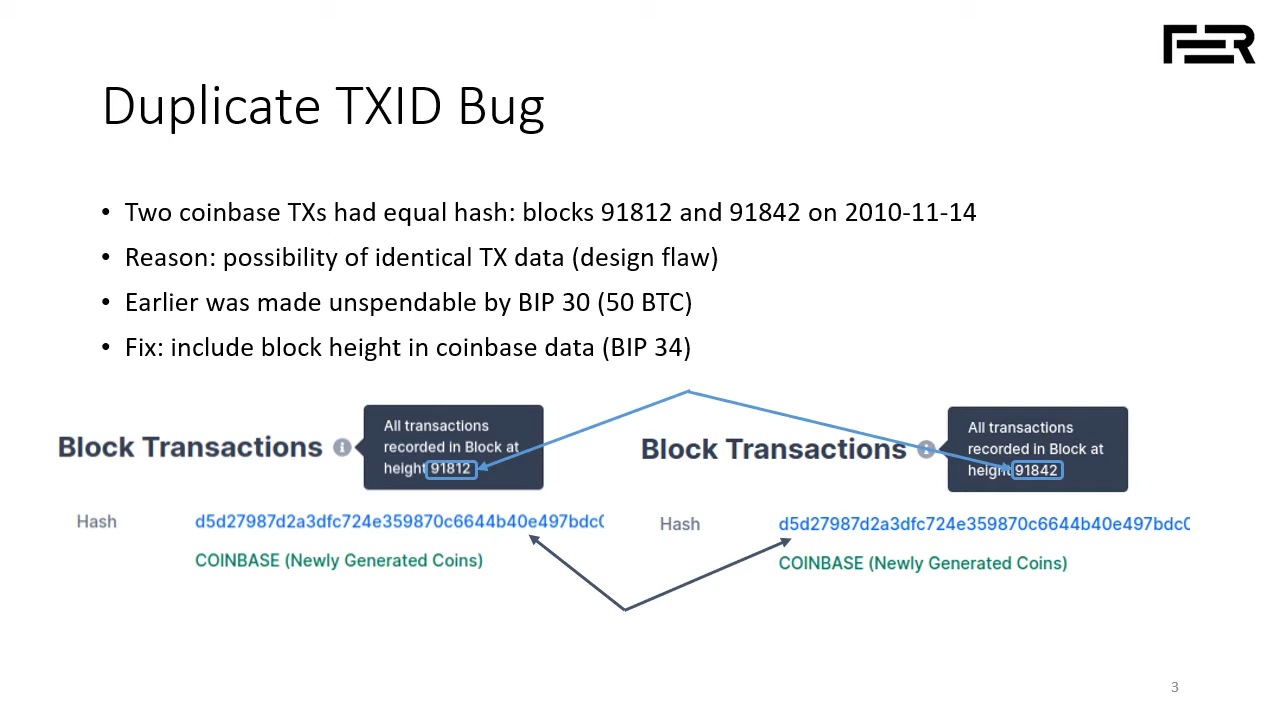 FER
Duplicate TXID Bug
• Two coinbase TXs had equal hash: blocks 91812 and 91842 on 2010-11-14
• Reason: possibility of identical TX data (design flaw)
• Earlier was made unspendable by BIP 30 (50 BTC)
• Fix: include block height in coinbase data (BIP 34)
Block Transactions
All transactions
recorded in Block at
height 91812
Hash
d5d27987d2a3dfc724e359870c6644b40e497bdc0
COINBASE (Newly Generated Coins)
Block Transactions
All transactions
recorded in Block at
height 91842
Hash
d5d27987d2a3dfc724e359870c6644b40e497bdc0
COINBASE (Newly Generated Coins)
3